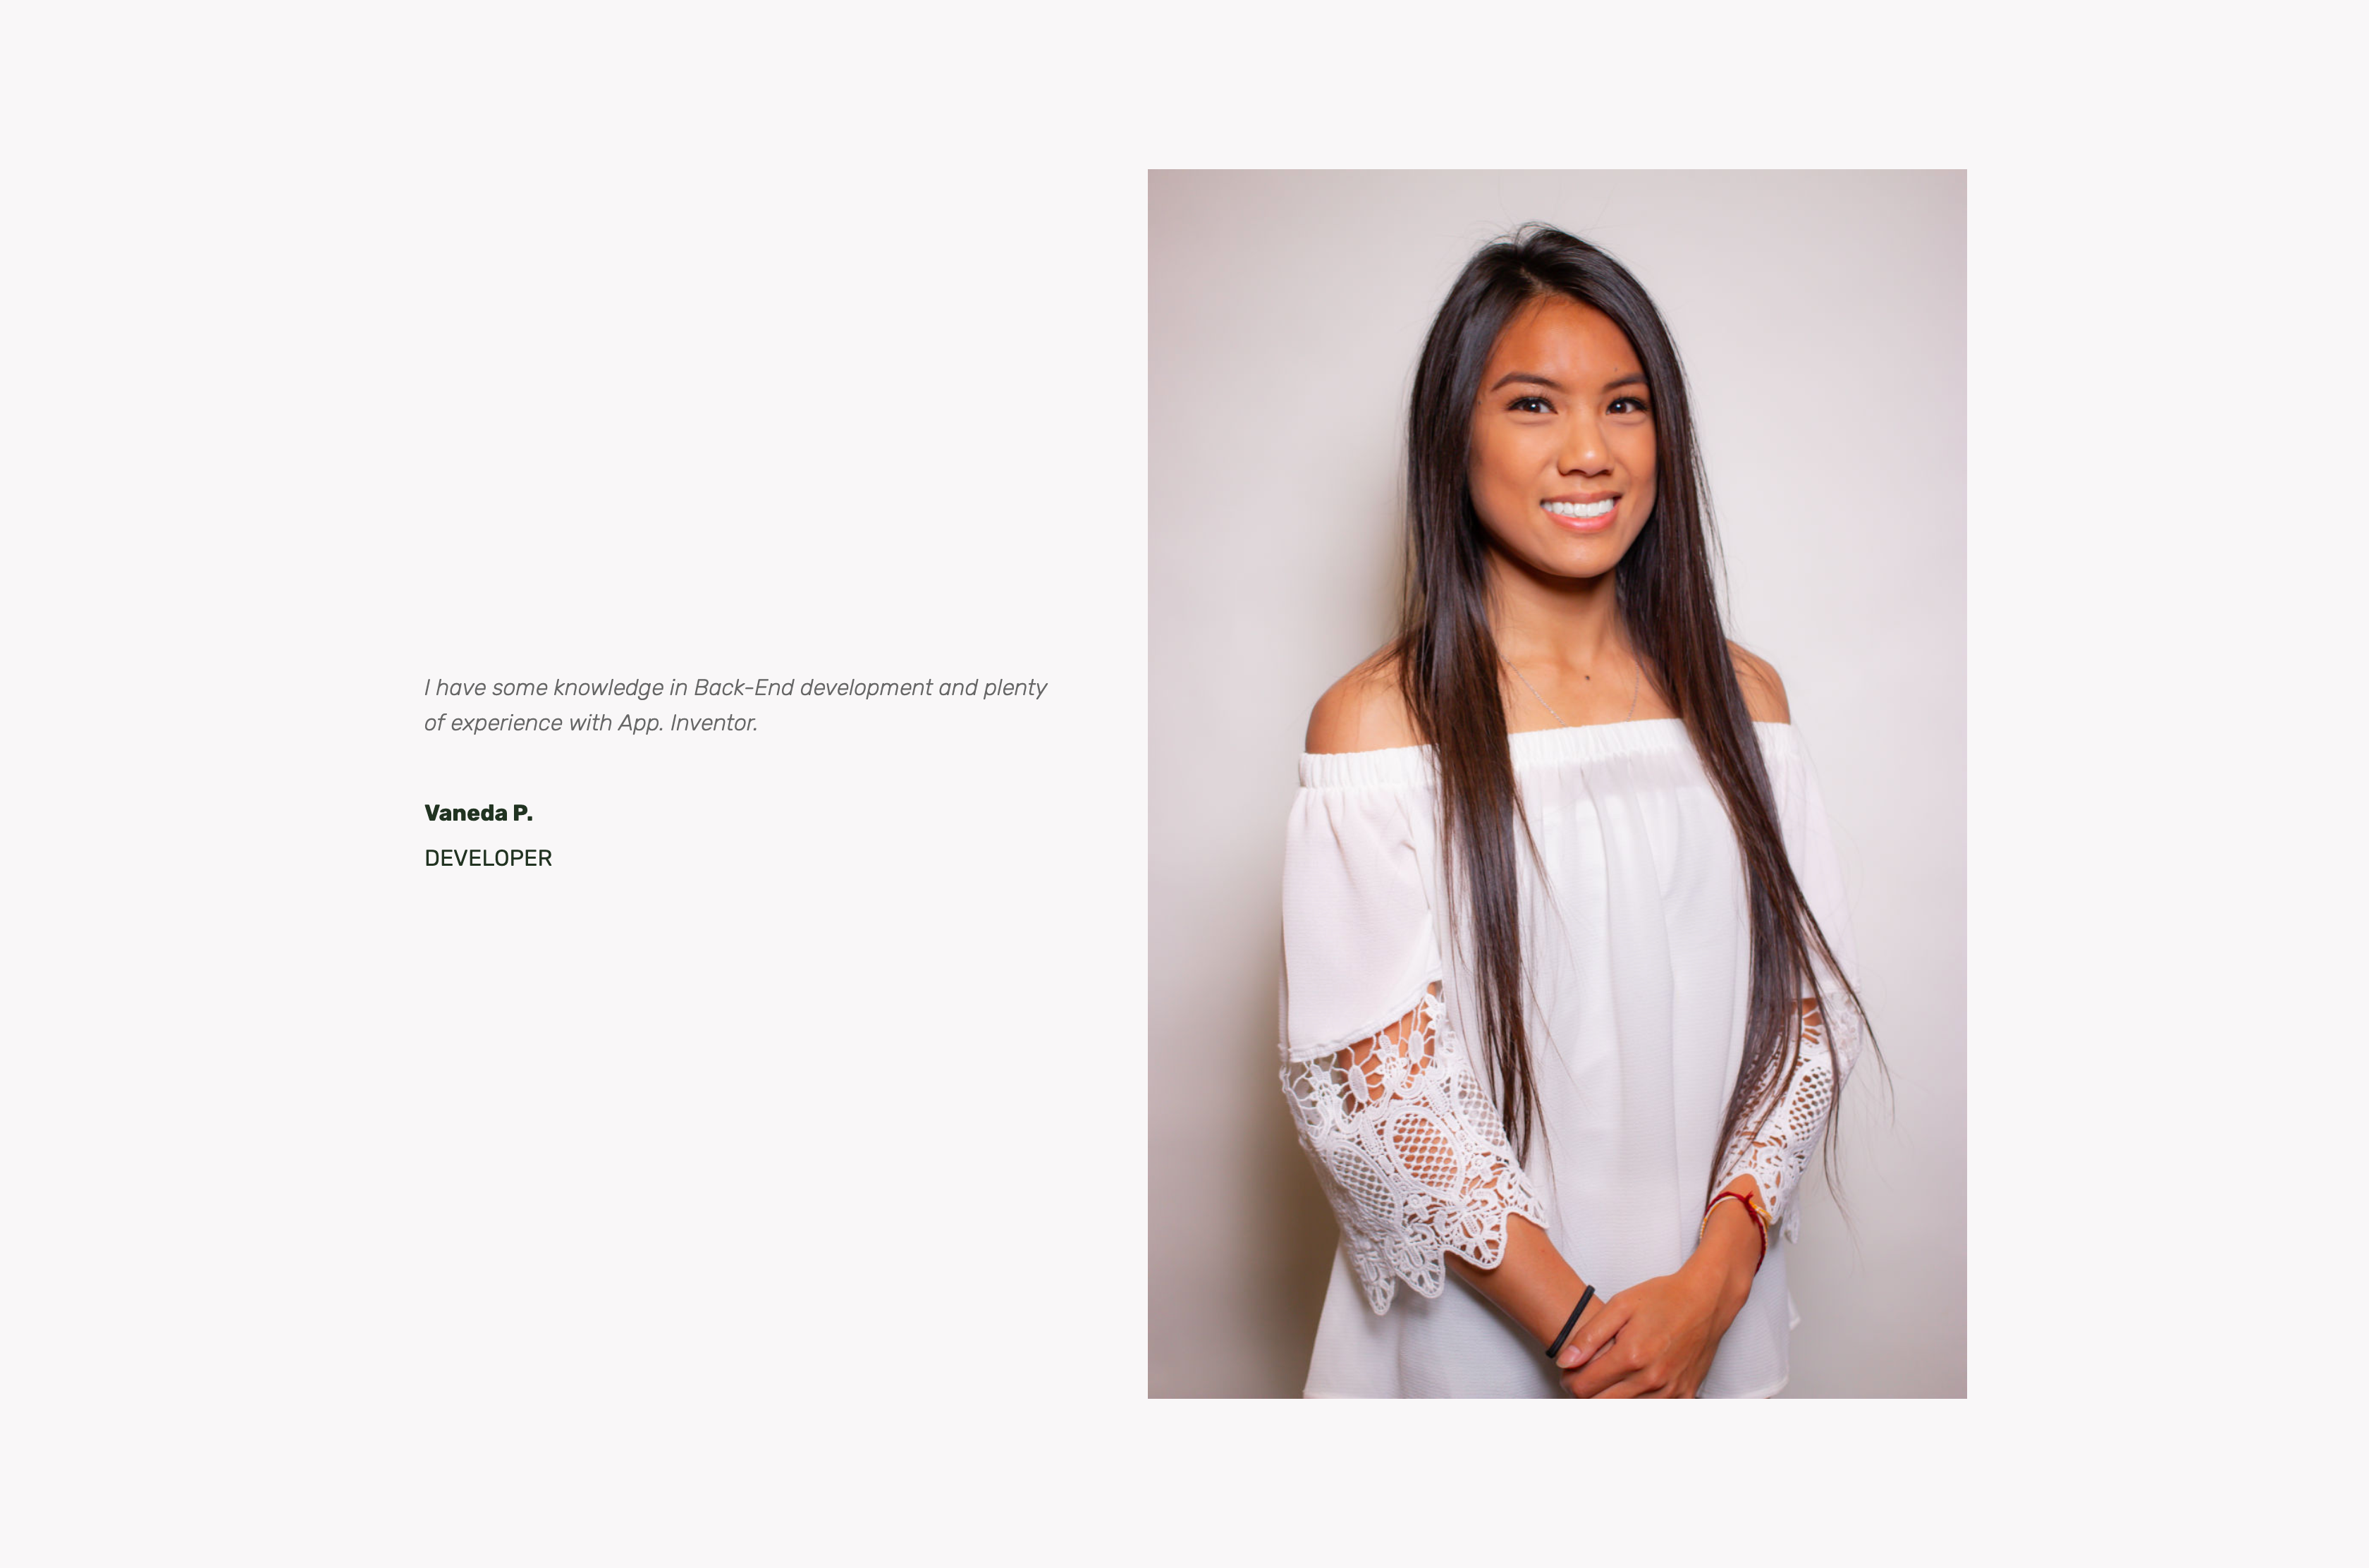 I have some knowledge in Back-End development and plenty
of experience with App. Inventor.
Vaneda P.
DEVELOPER